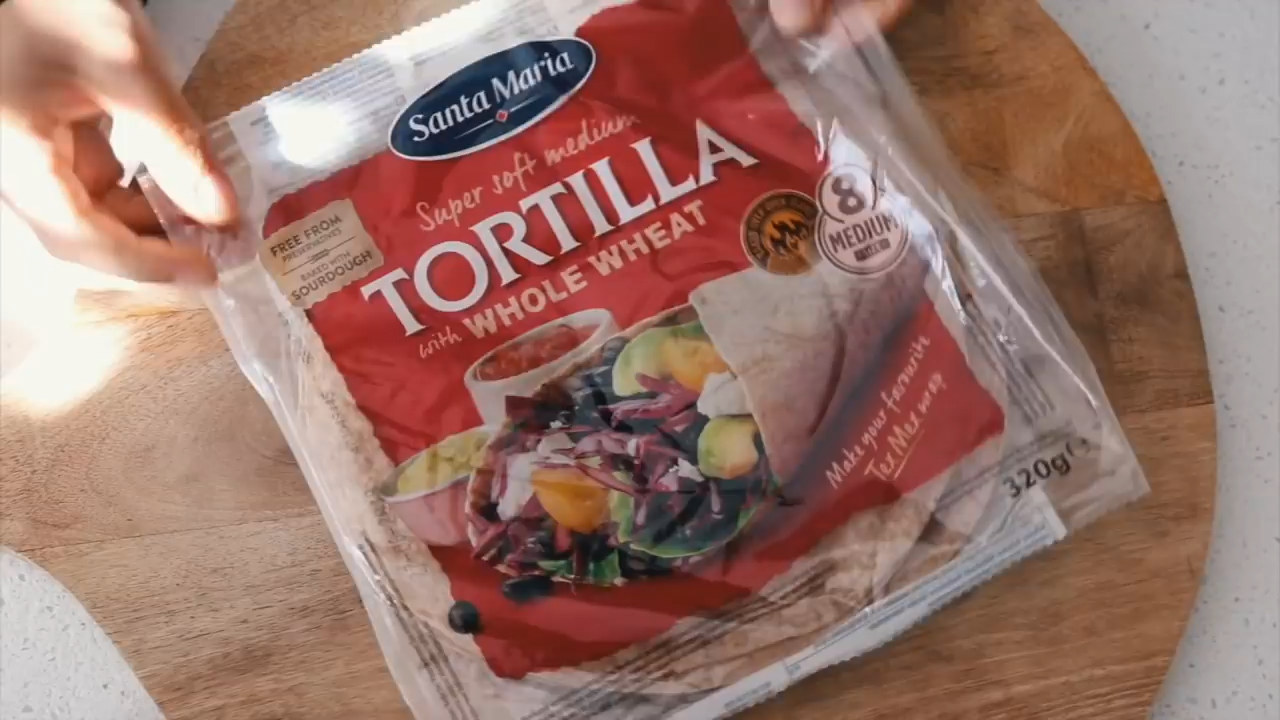 Santa Maria
Super soft medium
TORTILLA
with WHOLE WHEAT
FREE FROM
PRESERVATIVES
BAKED WITH
SOURDOUGH
8
MEDIUM
Make your favourite
Tex Mex wrap
320g